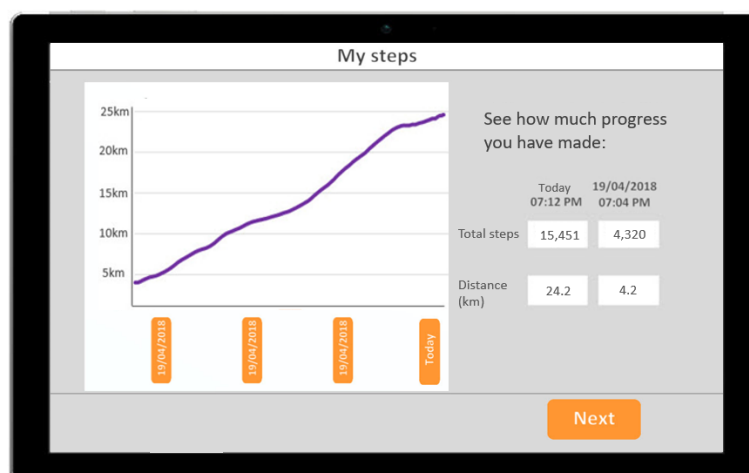 My steps
25km
20km
15km
10km
5km
19/04/2018
19/04/2018
19/04/2018
Today
See how much progress
you have made:
Today 19/04/2018
07:12 PM 07:04 PM
Total steps 15,451 4,320
Distance
(km) 24.2 4.2
Next